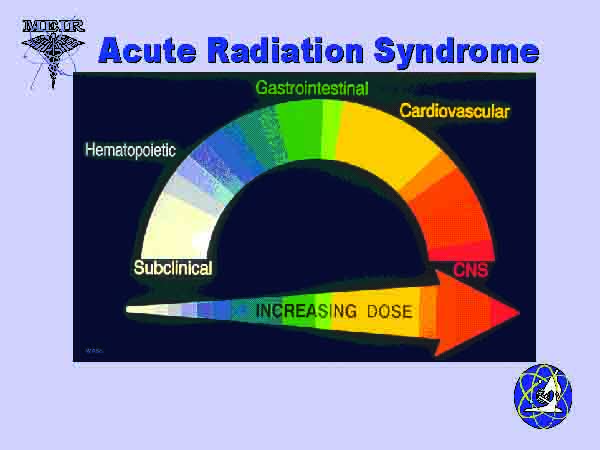 MEIR
Acute Radiation Syndrome
Gastrointestinal
Cardiovascular
Hematopoietic
Subclinical
CNS
INCREASING DOSE